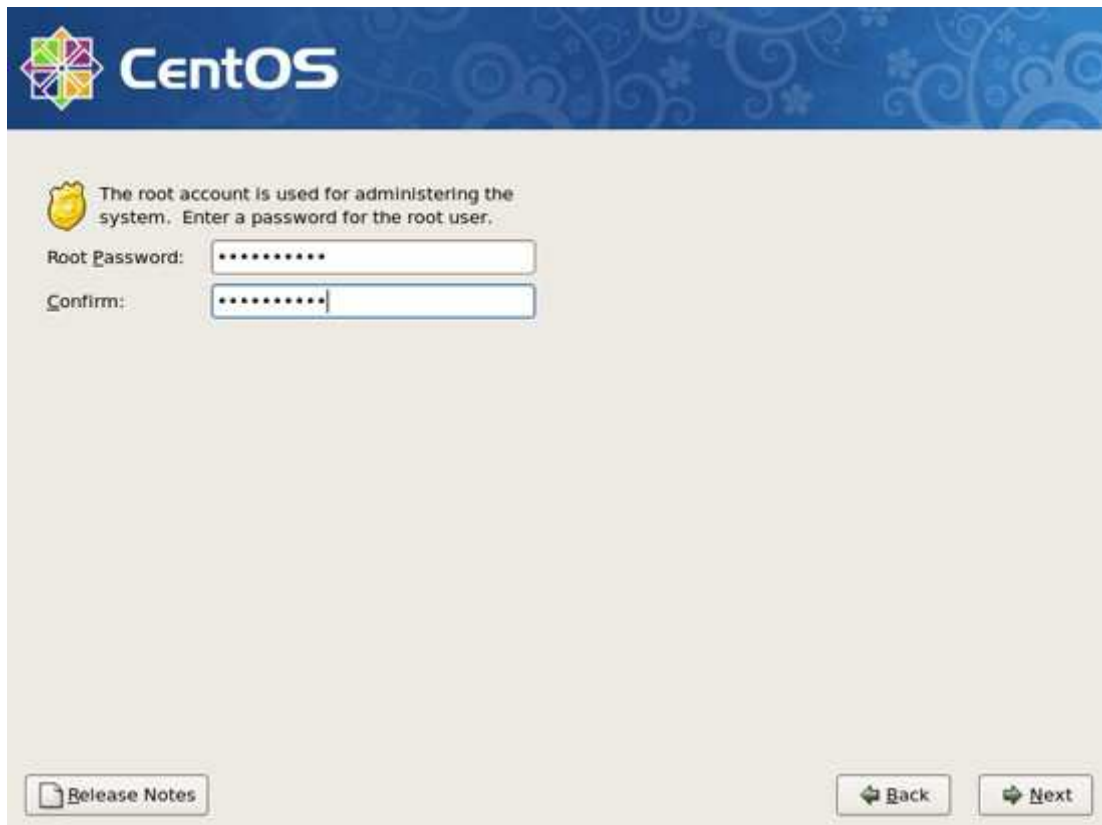 CentOS
The root account is used for administering the
system.  Enter a password for the root user.
Root Password: ••••••••••
Confirm: ••••••••••
Release Notes Back Next